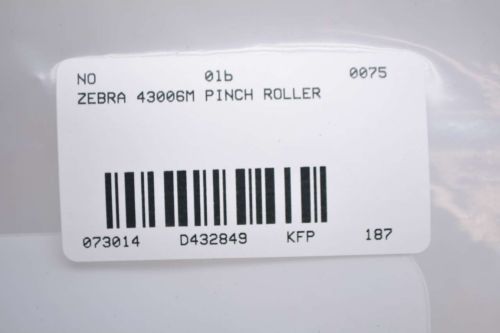 NO 01b 0075
ZEBRA 43006M PINCH ROLLER
073014 D432849 KFP 187